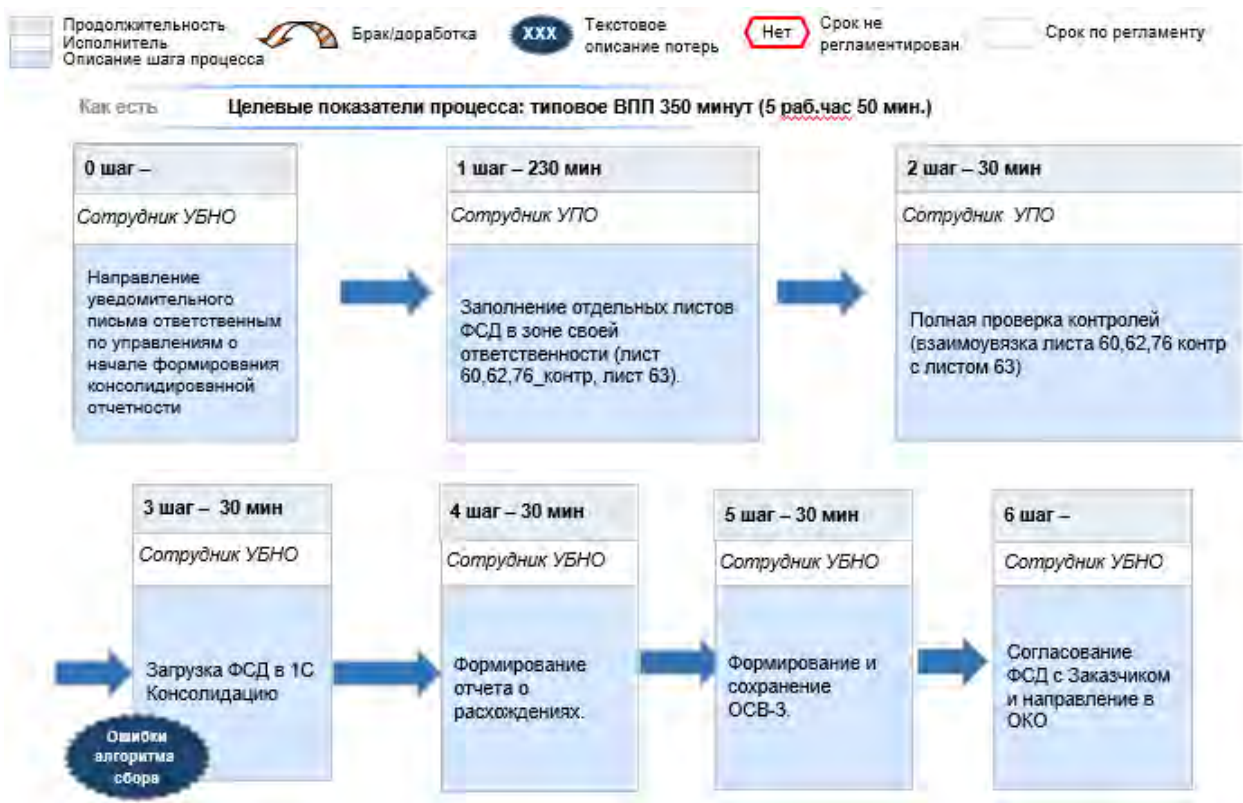 Продолжительность
Исполнитель
Описание шага процесса
Брак/доработка
XXX
Текстовое
описание потерь
Нет
Срок не
регламентирован
Срок по регламенту
Как есть
Целевые показатели процесса: типовое ВПП 350 минут (5 раб.час 50 мин.)
0 шаг –
Сотрудник УБНО
Направление
уведомительного
письма ответственным
по управлениям о
начале формирования
консолидированной
отчетности
1 шаг – 230 мин
Сотрудник УПО
Заполнение отдельных листов
ФСД в зоне своей
ответственности (лист
60,62,76_контр, лист 63).
2 шаг – 30 мин
Сотрудник УПО
Полная проверка контролей
(взаимоувязка листа 60,62,76 контр
с листом 63)
3 шаг – 30 мин
Сотрудник УБНО
Загрузка ФСД в 1С
Консолидацию
Ошибки
алгоритма
сбора
4 шаг – 30 мин
Сотрудник УБНО
Формирование
отчета о
расхождениях.
5 шаг – 30 мин
Сотрудник УБНО
Формирование и
сохранение
ОСВ-3.
6 шаг –
Сотрудник УБНО
Согласование
ФСД с Заказчиком
и направление в
ОКО